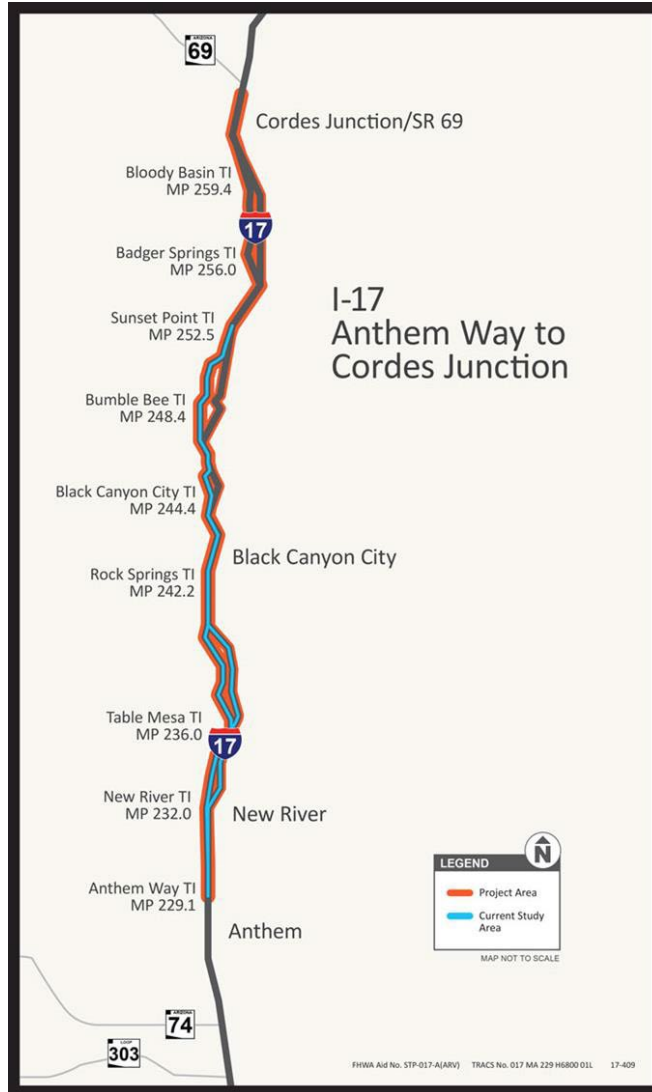 ARIZONA
69
Cordes Junction/SR 69
Bloody Basin TI
MP 259.4
17
Badger Springs TI
MP 256.0
I-17
Anthem Way to
Cordes Junction
Sunset Point TI
MP 252.5
Bumble Bee TI
MP 248.4
Black Canyon City TI
MP 244.4
Black Canyon City
Rock Springs TI
MP 242.2
Table Mesa TI
MP 236.0
17
New River TI
MP 232.0
New River
Anthem Way TI
MP 229.1
Anthem
N
LEGEND
Project Area
Current Study
Area
MAP NOT TO SCALE
ARIZONA
74
LOOP
303
FHWA Aid No. STP-017-A(ARV) TRACS No. 017 MA 229 H6800 01L 17-409